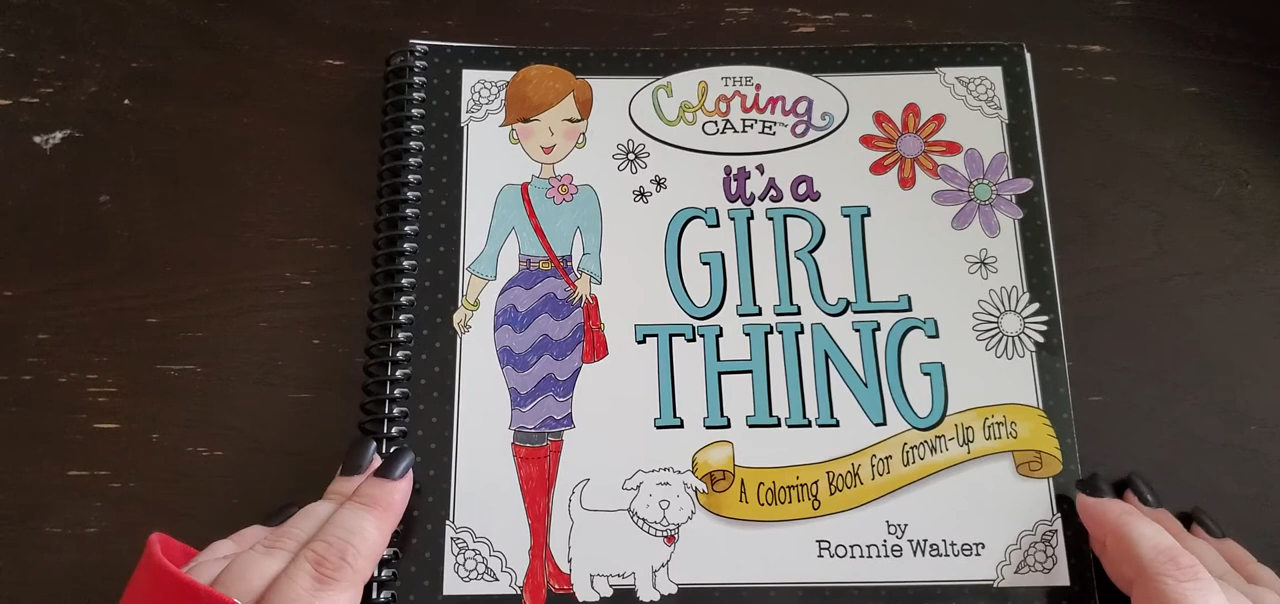 THE
Coloring
CAFE™
it's a
GIRL
THING
A Coloring Book for Grown-Up Girls
by
Ronnie Walter